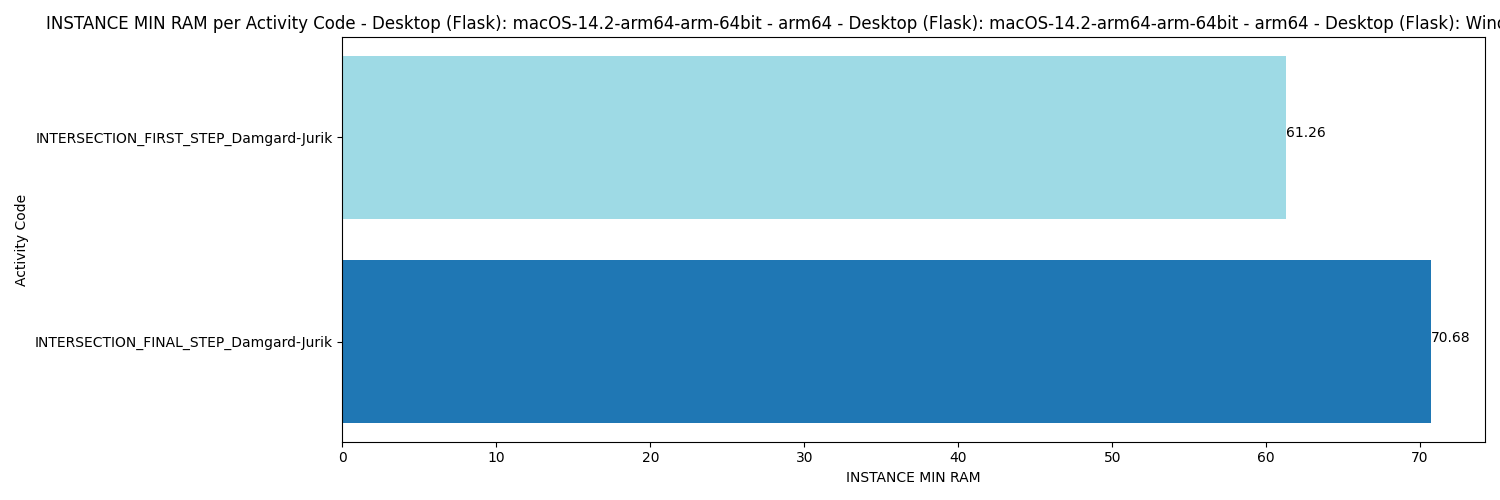 INSTANCE MIN RAM per Activity Code - Desktop (Flask): macOS-14.2-arm64-arm-64bit - arm64 - Desktop (Flask): macOS-14.2-arm64-arm-64bit - arm64 - Desktop (Flask):
INTERSECTION_FIRST_STEP_Damgard-Jurik
61.26
Activity Code
INTERSECTION_FINAL_STEP_Damgard-Jurik
70.68
0 10 20 30 40 50 60 70
INSTANCE MIN RAM